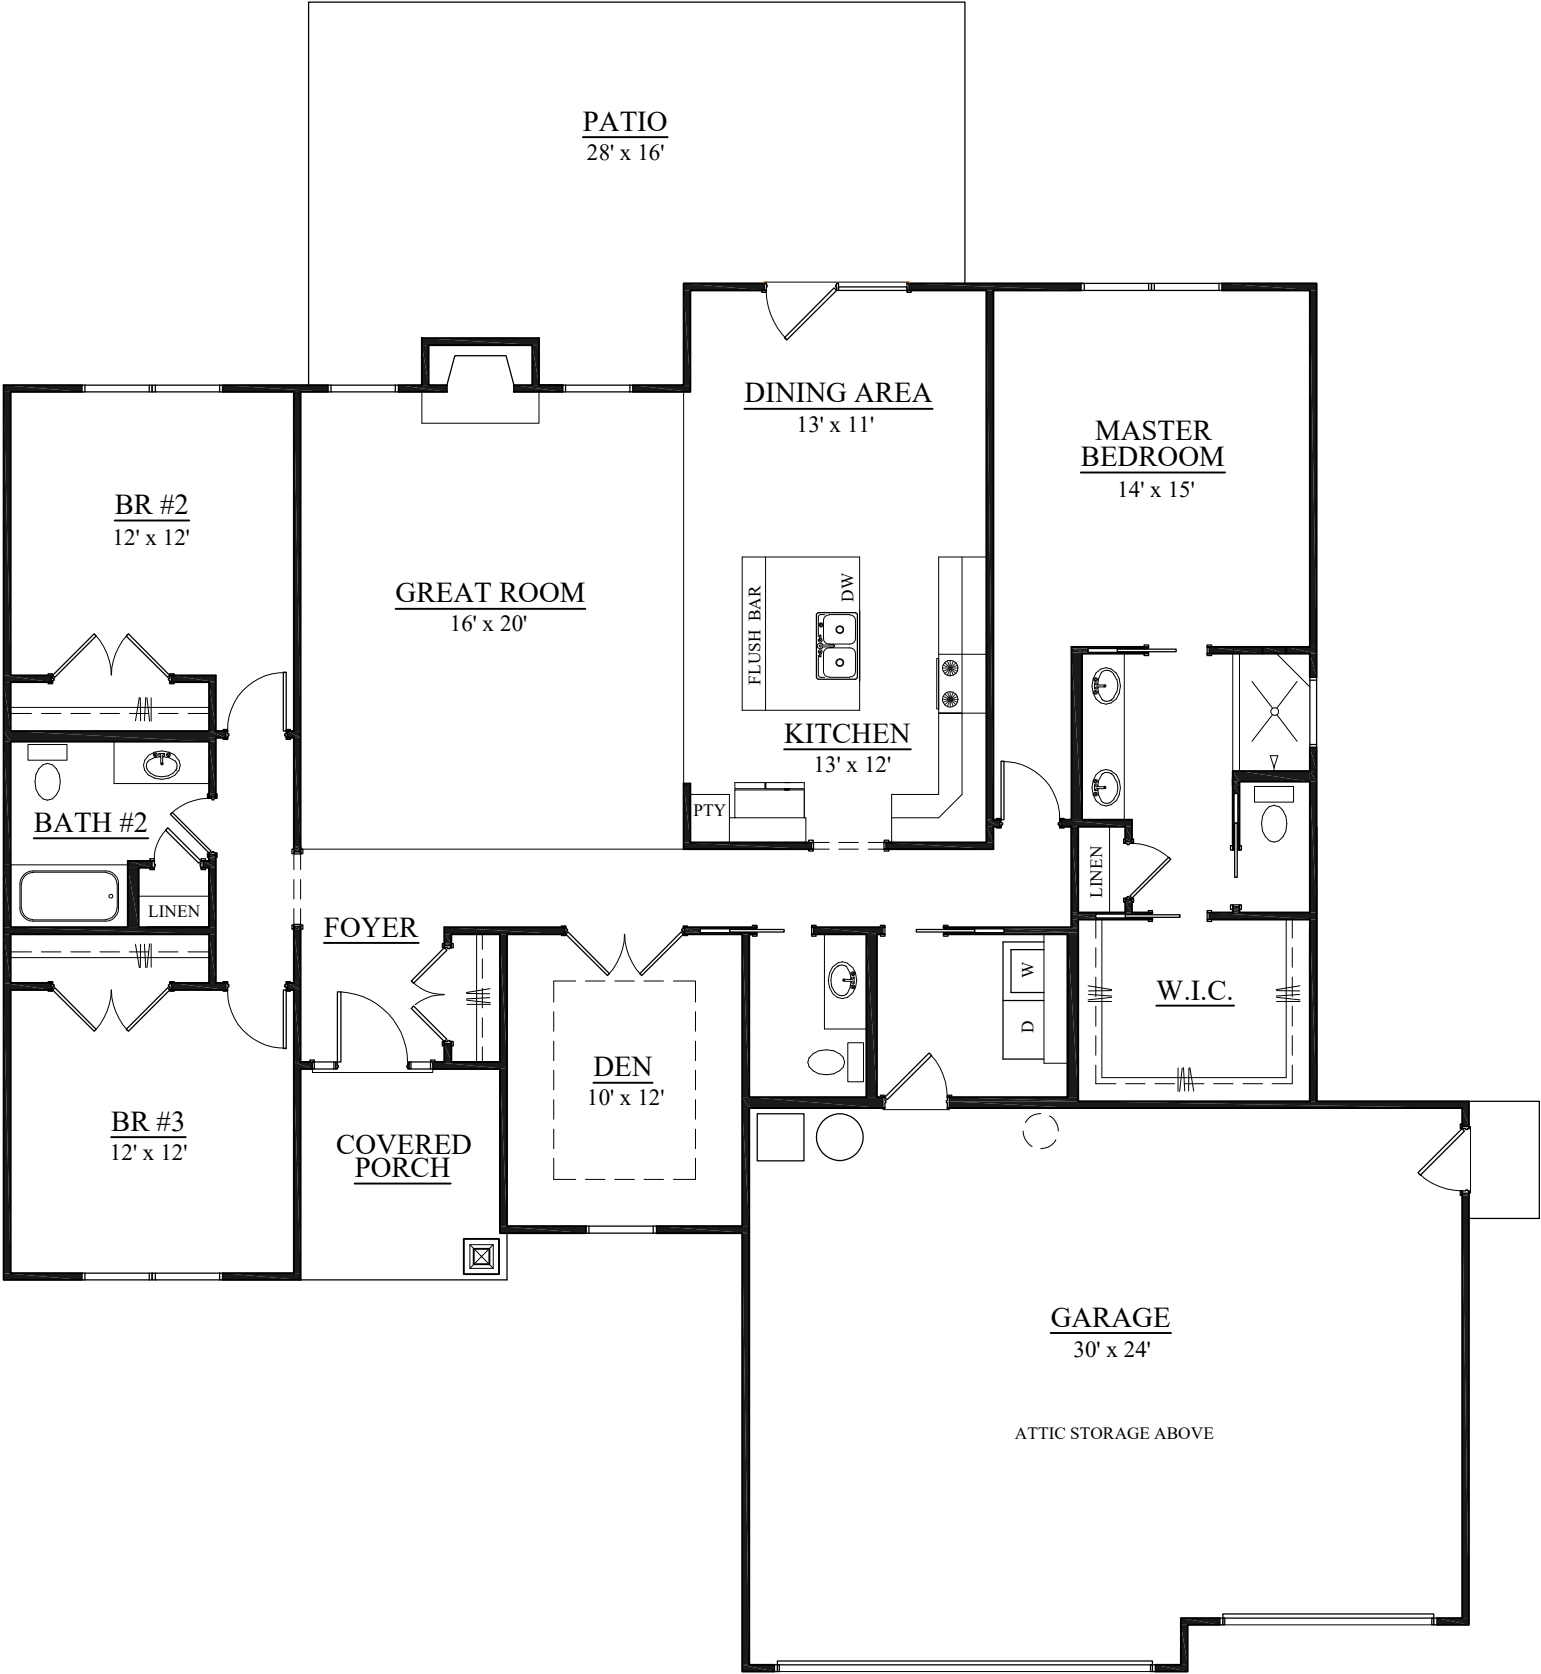 PATIO
28' x 16'
DINING AREA
13' x 11'
MASTER
BEDROOM
14' x 15'
BR #2
12' x 12'
GREAT ROOM
16' x 20'
FLUSH BAR
DW
KITCHEN
13' x 12'
PTY
BATH #2
LINEN
LINEN
FOYER
W
D
W.I.C.
DEN
10' x 12'
BR #3
12' x 12'
COVERED
PORCH
GARAGE
30' x 24'
ATTIC STORAGE ABOVE